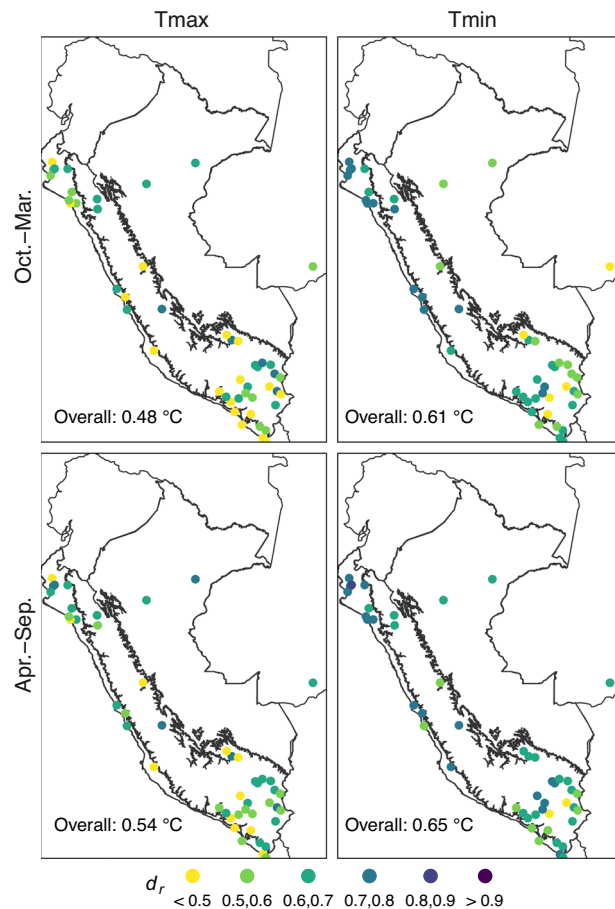 Tmax Tmin
Oct.−Mar.
Overall: 0.48 °C Overall: 0.61 °C
Apr.−Sep.
Overall: 0.54 °C Overall: 0.65 °C
dr < 0.5 0.5,0.6 0.6,0.7 0.7,0.8 0.8,0.9 > 0.9